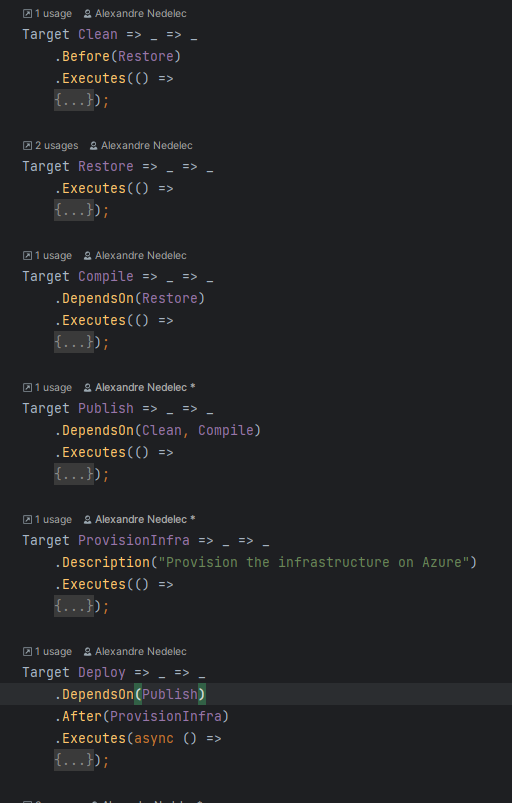 1 usage Alexandre Nedelec
Target Clean => _ => _
.Before(Restore)
.Executes(() =>
{...});
2 usages Alexandre Nedelec
Target Restore => _ => _
.Executes(() =>
{...});
1 usage Alexandre Nedelec
Target Compile => _ => _
.DependsOn(Restore)
.Executes(() =>
{...});
1 usage Alexandre Nedelec *
Target Publish => _ => _
.DependsOn(Clean, Compile)
.Executes(() =>
{...});
1 usage Alexandre Nedelec *
Target ProvisionInfra => _ => _
.Description("Provision the infrastructure on Azure")
.Executes(() =>
{...});
1 usage Alexandre Nedelec
Target Deploy => _ => _
.DependsOn(Publish)
.After(ProvisionInfra)
.Executes(async () =>
{...});